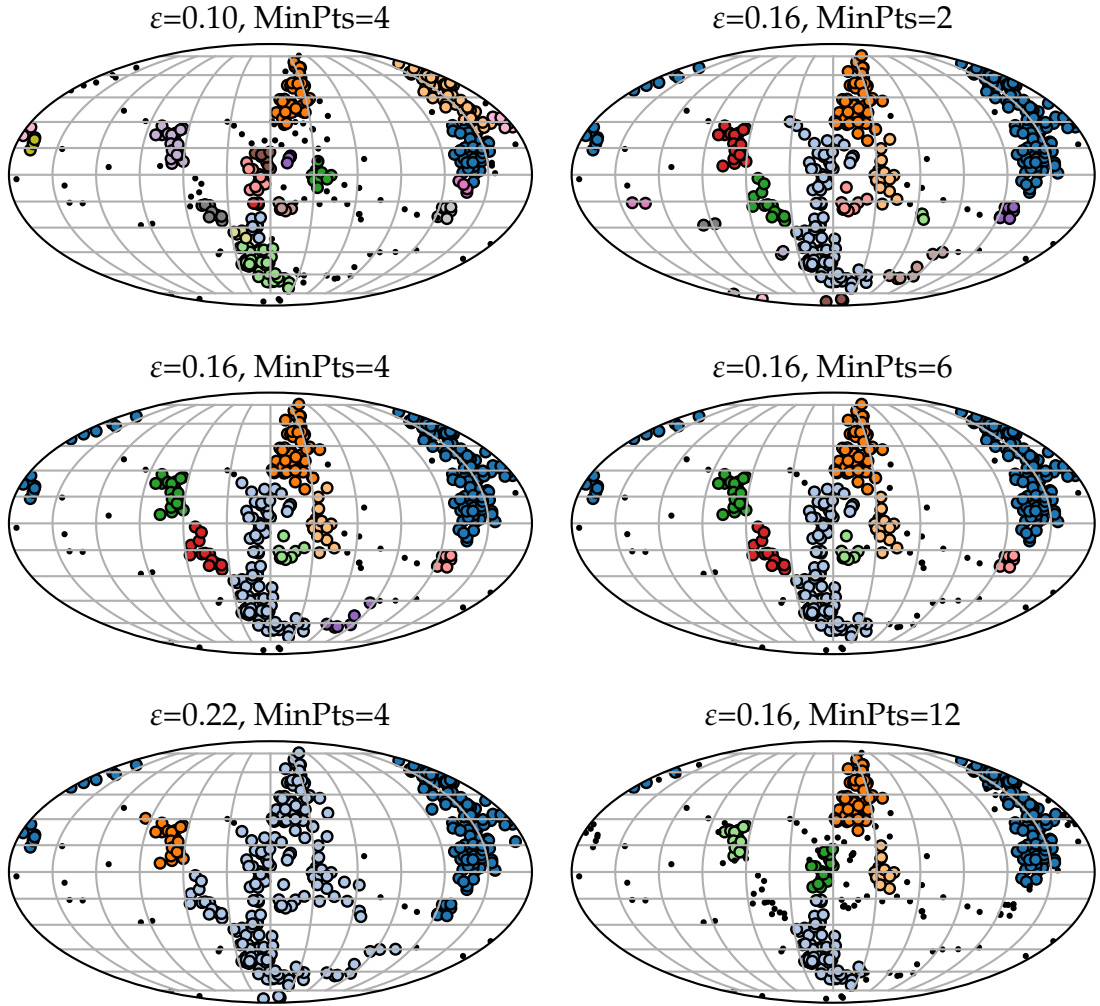 ε=0.10, MinPts=4
ε=0.16, MinPts=2
ε=0.16, MinPts=4
ε=0.16, MinPts=6
ε=0.22, MinPts=4
ε=0.16, MinPts=12